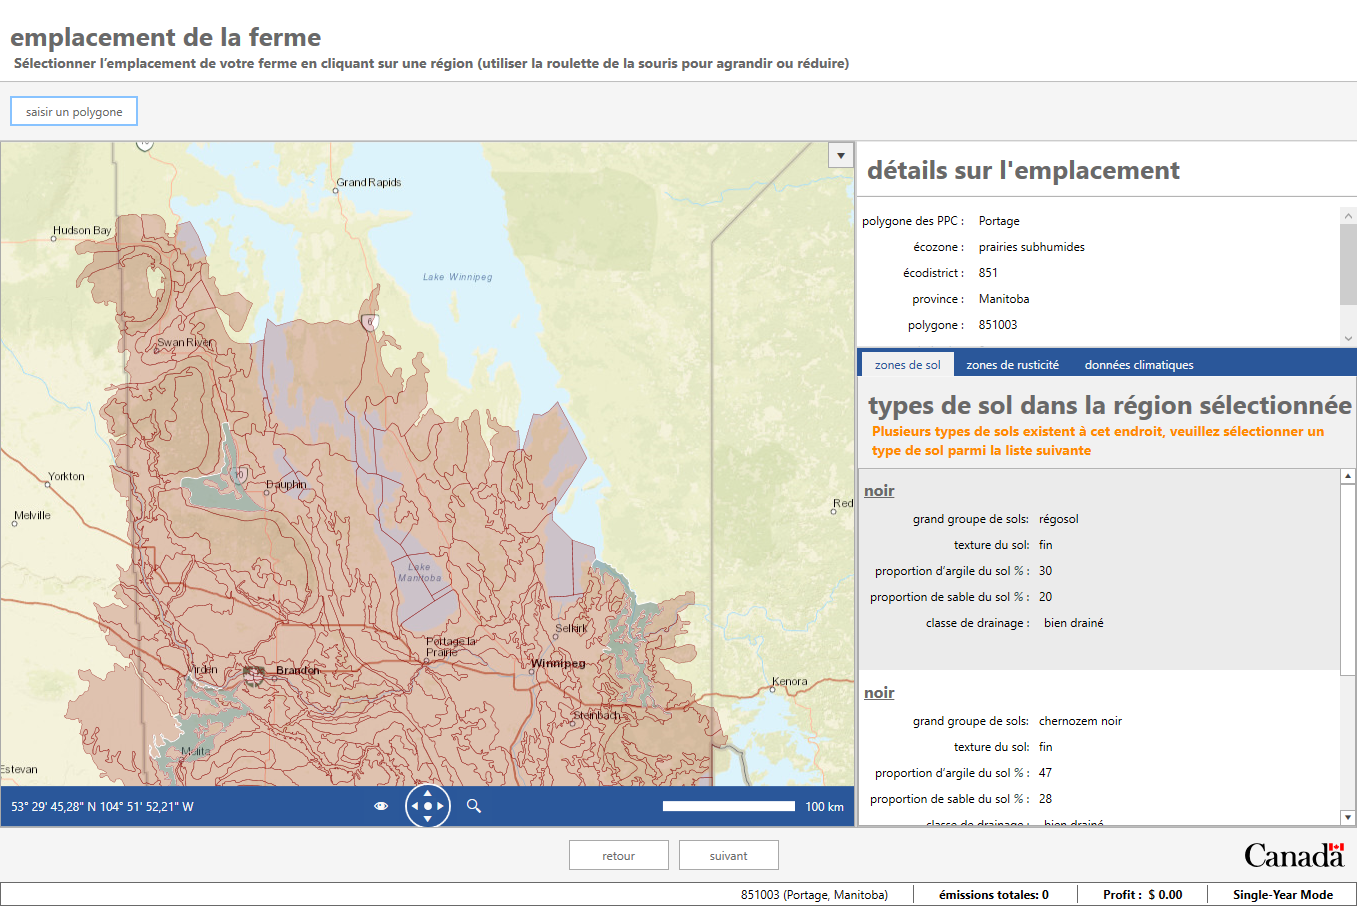 emplacement de la ferme
Sélectionner l'emplacement de votre ferme en cliquant sur une région (utiliser la roulette de la souris pour agrandir ou réduire)
saisir un polygone
Grand Rapids
Hudson Bay
Lake Winnipeg
6
Swan River
10
Yorkton
Dauphin
Melville
Red
Lake
Manitoba
Selkirk
Portage la
Prairie
Winnipeg
Virden
Brandon
Kenora
Steinbach
Melita
Estevan
53° 29' 45,28" N 104° 51' 52,21" W
100 km
détails sur l'emplacement
polygone des PPC : Portage
écozone : prairies subhumides
écodistrict : 851
province : Manitoba
polygone : 851003
zones de sol zones de rusticité données climatiques
types de sol dans la région sélectionnée
Plusieurs types de sols existent à cet endroit, veuillez sélectionner un
type de sol parmi la liste suivante
noir
grand groupe de sols: régosol
texture du sol: fin
proportion d'argile du sol % : 30
proportion de sable du sol % : 20
classe de drainage : bien drainé
noir
grand groupe de sols: chernozem noir
texture du sol: fin
proportion d'argile du sol % : 47
proportion de sable du sol % : 28
classe de drainage : bien drainé
retour suivant
Canada
851003 (Portage, Manitoba) émissions totales: 0 Profit : $ 0.00 Single-Year Mode